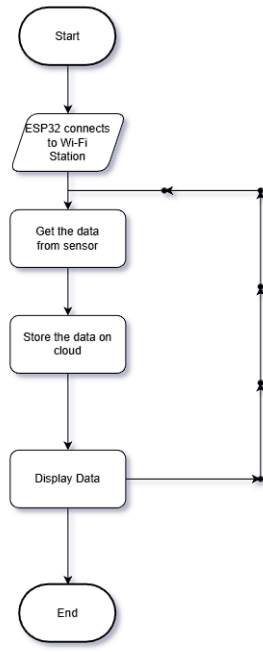 Start
ESP32 connects
to Wi-Fi
Station
Get the data
from sensor
Store the data on
cloud
Display Data
End